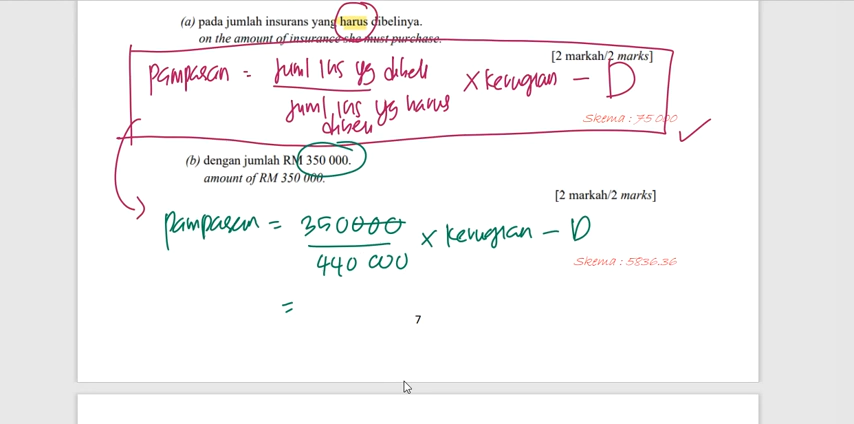 (a) pada jumlah insurans yang harus dibelinya.
on the amount of insurance she must purchase.
[2 markah/2 marks]
Pampasan = juml ins yg dibeli
juml ins yg harus dibeli
x kerugian - D
Skema : 75 000
(b) dengan jumlah RM 350 000.
amount of RM 350 000.
[2 markah/2 marks]
Pampasan = 350000
440 000
x kerugian - D
Skema : 5836.36
=
7